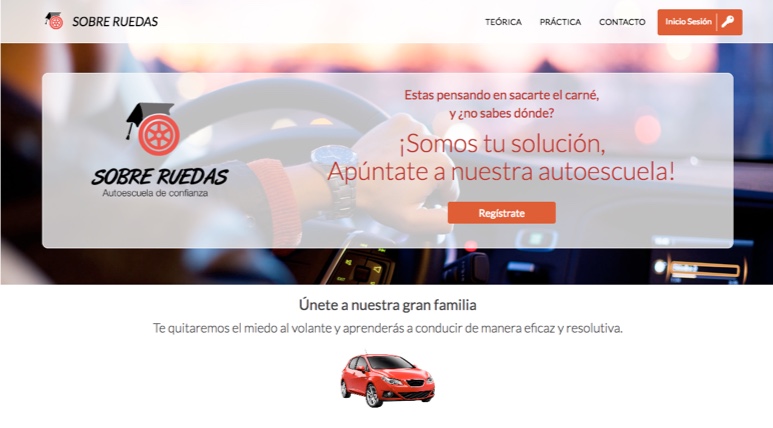 SOBRE RUEDAS
TEÓRICA
PRÁCTICA
CONTACTO
Inicio Sesión
Estas pensando en sacarte el carné,
y ¿no sabes dónde?
¡Somos tu solución,
Apúntate a nuestra autoescuela!
SOBRE RUEDAS
Autoescuela de confianza
Regístrate
Únete a nuestra gran familia
Te quitaremos el miedo al volante y aprenderás a conducir de manera eficaz y resolutiva.